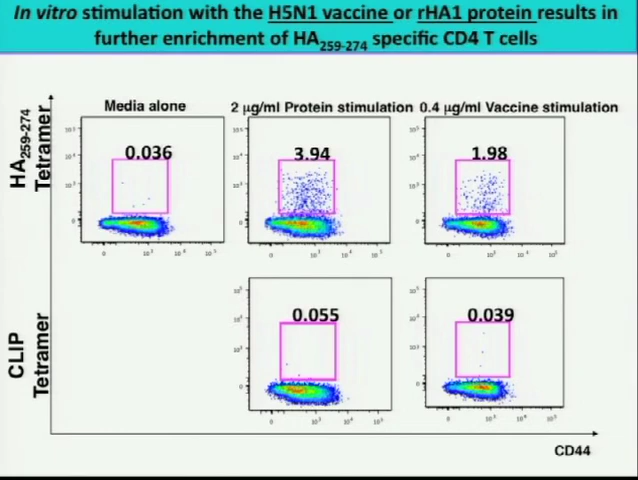 In vitro stimulation with the H5N1 vaccine or rHA1 protein results in
further enrichment of HA259-274 specific CD4 T cells
Media alone
2 µg/ml Protein stimulation
0.4 µg/ml Vaccine stimulation
HA259-274
Tetramer
0.036
3.94
1.98
CLIP
Tetramer
0.055
0.039
CD44